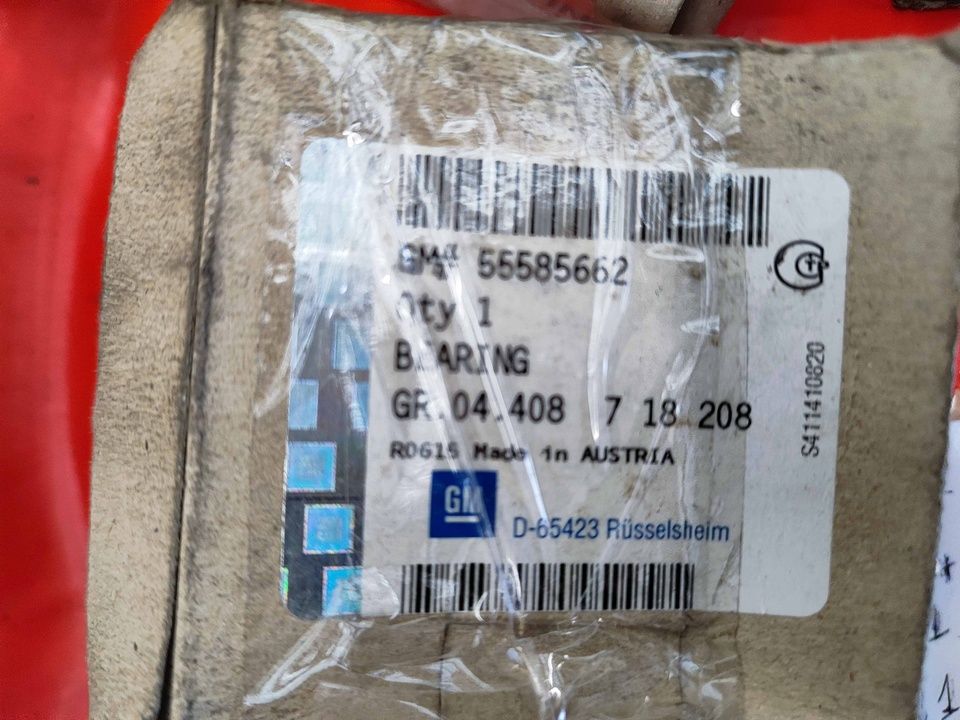 GM# 55585662
Qty 1
BEARING
GR.04.408 7 18 208
R0615 Made in AUSTRIA
GM
D-65423 Rüsselsheim
S411410820